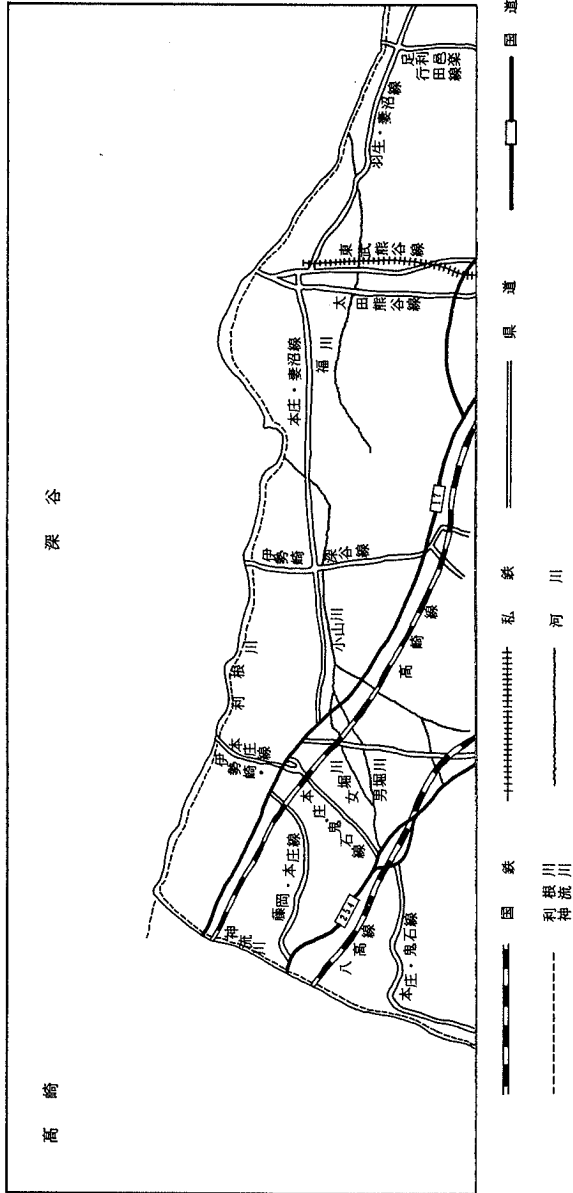 高崎
深谷
利根川
神流川
伊勢崎・
本庄線
伊勢崎
深谷線
本庄・妻沼線
福川
東武熊谷線
太田熊谷線
羽生・妻沼線
足利邑楽
行田線
藤岡・本庄線
本庄・鬼石線
女堀川
男堀川
小山川
17
高崎線
254
八高線
本庄・鬼石線
国鉄
私鉄
県道
国道
利根川
神流川
河川